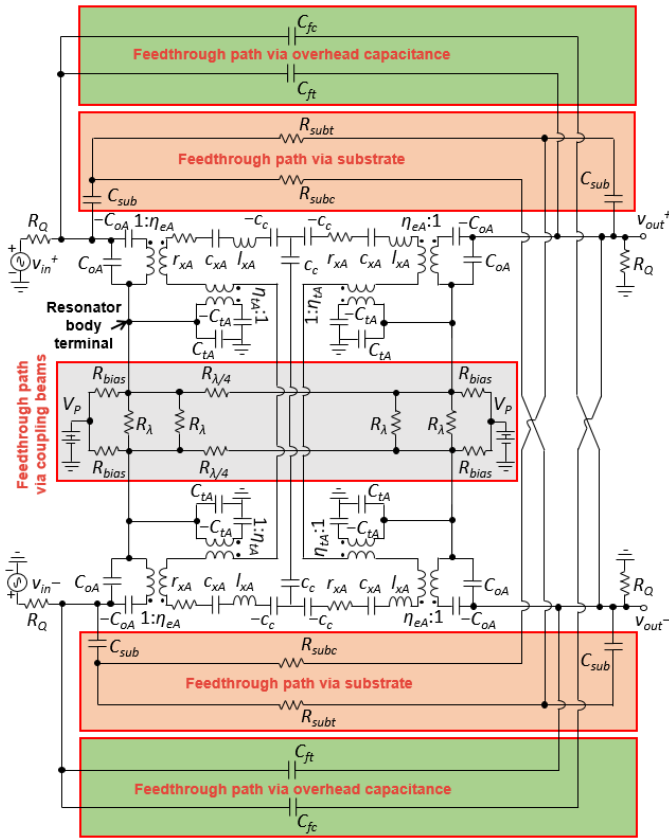 C_fc
Feedthrough path via overhead capacitance
C_ft
R_subt
Feedthrough path via substrate
C_sub
R_subc
C_sub
R_Q
−C_oA 1:η_eA −c_c −c_c η_eA:1 −C_oA v_out⁺
v_in⁺
C_oA r_xA c_xA l_xA c_c r_xA c_xA l_xA C_oA R_Q
Resonator
body
terminal
η_tA:1
−C_tA
C_tA
1:η_tA
−C_tA
C_tA
Feedthrough path
via coupling beams
R_bias R_λ/4 R_bias
V_P R_λ R_λ R_λ R_λ V_P
R_bias R_λ/4 R_bias
C_tA
−C_tA
1:η_tA
C_tA
−C_tA
η_tA:1
v_in− C_oA r_xA c_xA l_xA c_c r_xA c_xA l_xA C_oA R_Q
R_Q −C_oA 1:η_eA −c_c −c_c η_eA:1 −C_oA v_out−
C_sub R_subc C_sub
Feedthrough path via substrate
R_subt
C_ft
Feedthrough path via overhead capacitance
C_fc